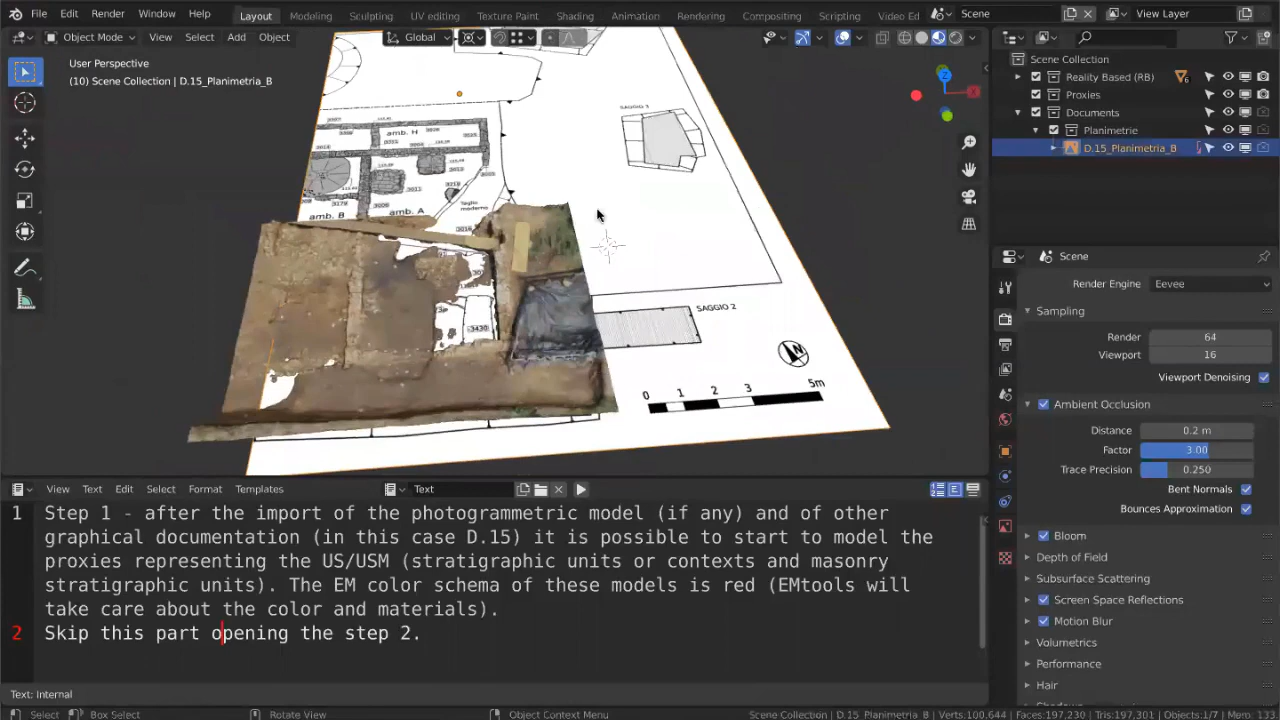 File Edit Render Window Help
Layout Modeling Sculpting UV editing Texture Paint Shading Animation Rendering Compositing Scripting Video Ed
Scene
View Layer
Object Mode View Select Add Object
Global
User Perspective
(10) Scene Collection | D.15_Planimetria_B
SAGGIO 3
amb. H
amb. B
amb. A
Taglio
moderno
3430
SAGGIO 2
0 1 2 3 5m
Z
X
Scene Collection
Reality Based (RB)
Proxies
Documents
Planimetric
D.15_Planimetria_B
Scene
Render Engine Eevee
Sampling
Render 64
Viewport 16
Viewport Denoising
Ambient Occlusion
Distance 0.2 m
Factor 3.00
Trace Precision 0.250
Bent Normals
Bounces Approximation
Bloom
Depth of Field
Subsurface Scattering
Screen Space Reflections
Motion Blur
Volumetrics
Performance
Hair
View Text Edit Select Format Templates
Text
1 Step 1 - after the import of the photogrammetric model (if any) and of other
graphical documentation (in this case D.15) it is possible to start to model the
proxies representing the US/USM (stratigraphic units or contexts and masonry
stratigraphic units). The EM color schema of these models is red (EMtools will
take care about the color and materials).
2 Skip this part opening the step 2.
Text: Internal
Select Box Select Rotate View Object Context Menu
Scene Collection | D.15_Planimetria_B | Verts:100,644 | Faces:197,230 | Tris:197,301 | Objects:1/7 | Mem: 133